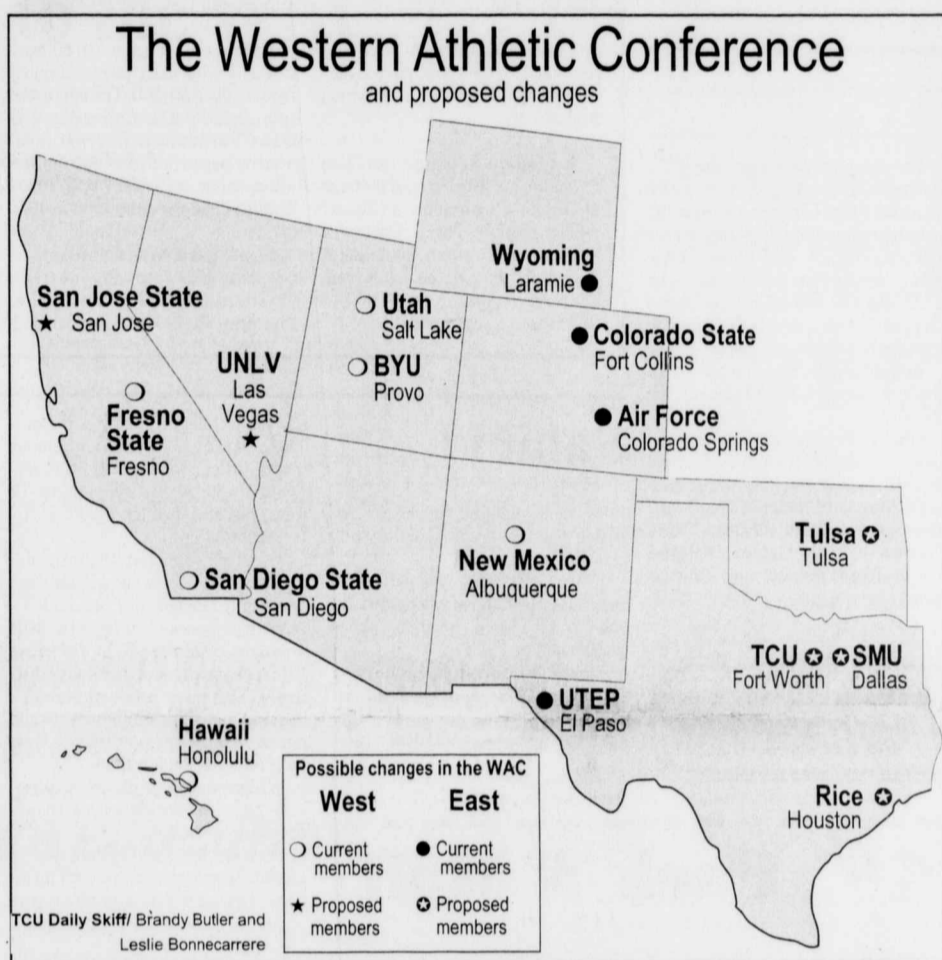 The Western Athletic Conference
and proposed changes
Wyoming
Laramie
San Jose State
San Jose
Utah
Salt Lake
Colorado State
Fort Collins
UNLV
Las
Vegas
BYU
Provo
Fresno
State
Fresno
Air Force
Colorado Springs
New Mexico
Albuquerque
Tulsa
Tulsa
San Diego State
San Diego
TCU
Fort Worth
SMU
Dallas
UTEP
El Paso
Hawaii
Honolulu
Rice
Houston
Possible changes in the WAC
West East
Current Current
members members
Proposed Proposed
members members
TCU Daily Skiff/ Brandy Butler and
Leslie Bonnecarrere